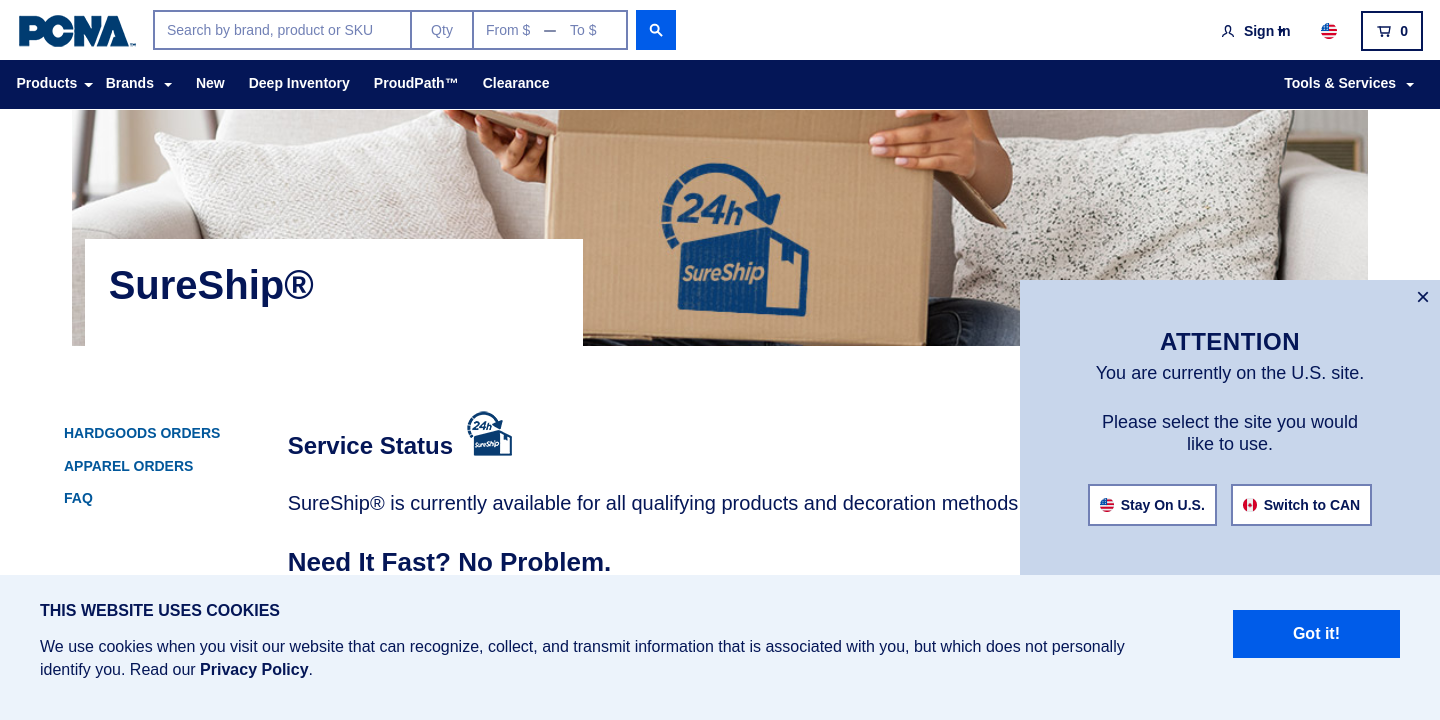 PCNA™
Search by brand, product or SKU
Qty
From $ — To $
Sign In
0
Products
Brands
New
Deep Inventory
ProudPath™
Clearance
Tools & Services
24h
SureShip
SureShip®
×
ATTENTION
You are currently on the U.S. site.
Please select the site you would
like to use.
Stay On U.S.
Switch to CAN
HARDGOODS ORDERS
APPAREL ORDERS
FAQ
Service Status
24h
SureShip
SureShip® is currently available for all qualifying products and decoration methods
Need It Fast? No Problem.
THIS WEBSITE USES COOKIES
We use cookies when you visit our website that can recognize, collect, and transmit information that is associated with you, but which does not personally
identify you. Read our Privacy Policy.
Got it!